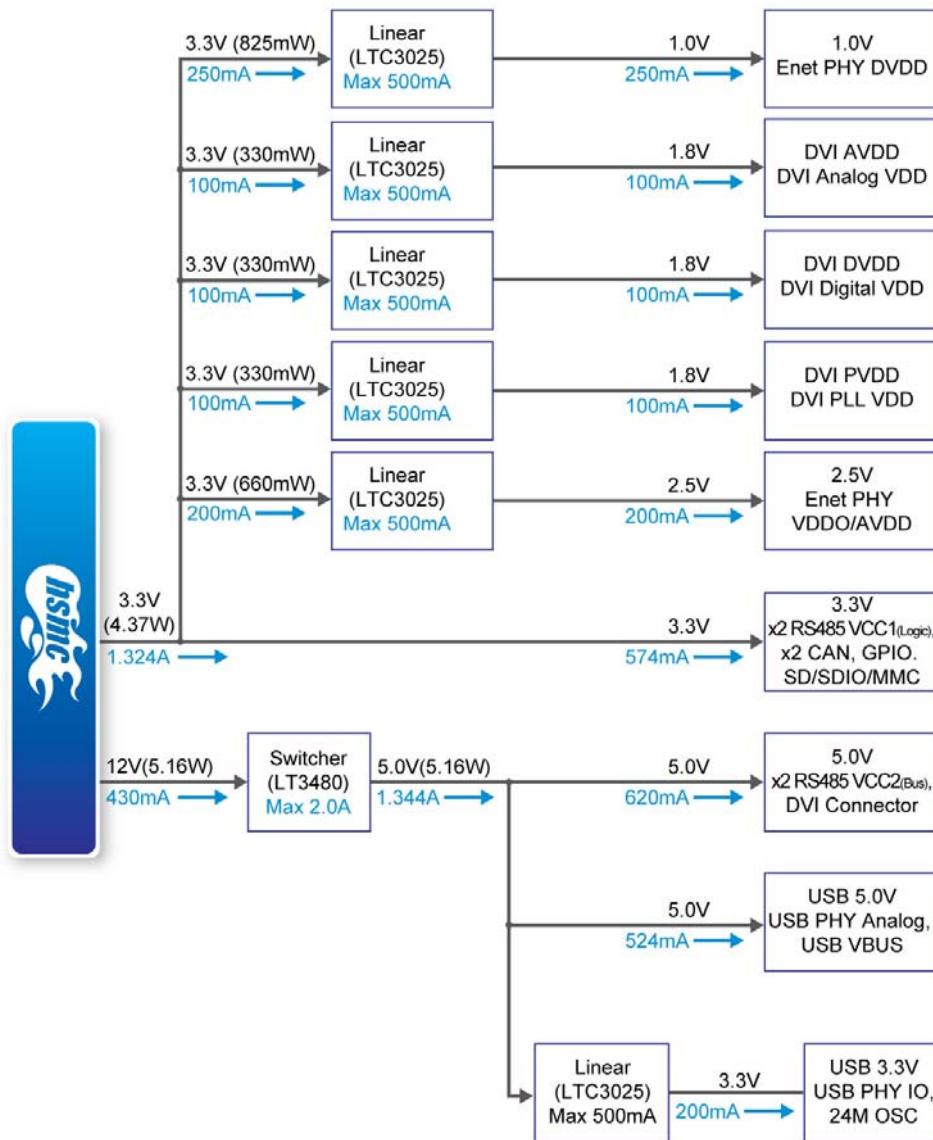 3.3V (825mW)
250mA
Linear
(LTC3025)
Max 500mA
1.0V
250mA
1.0V
Enet PHY DVDD
3.3V (330mW)
100mA
Linear
(LTC3025)
Max 500mA
1.8V
100mA
DVI AVDD
DVI Analog VDD
3.3V (330mW)
100mA
Linear
(LTC3025)
Max 500mA
1.8V
100mA
DVI DVDD
DVI Digital VDD
3.3V (330mW)
100mA
Linear
(LTC3025)
Max 500mA
1.8V
100mA
DVI PVDD
DVI PLL VDD
3.3V (660mW)
200mA
Linear
(LTC3025)
Max 500mA
2.5V
200mA
2.5V
Enet PHY
VDDO/AVDD
hsmc
3.3V
(4.37W)
1.324A
3.3V
574mA
3.3V
x2 RS485 VCC1(Logic),
x2 CAN, GPIO.
SD/SDIO/MMC
12V(5.16W)
430mA
Switcher
(LT3480)
Max 2.0A
5.0V(5.16W)
1.344A
5.0V
620mA
5.0V
x2 RS485 VCC2(Bus),
DVI Connector
5.0V
524mA
USB 5.0V
USB PHY Analog,
USB VBUS
Linear
(LTC3025)
Max 500mA
3.3V
200mA
USB 3.3V
USB PHY IO,
24M OSC